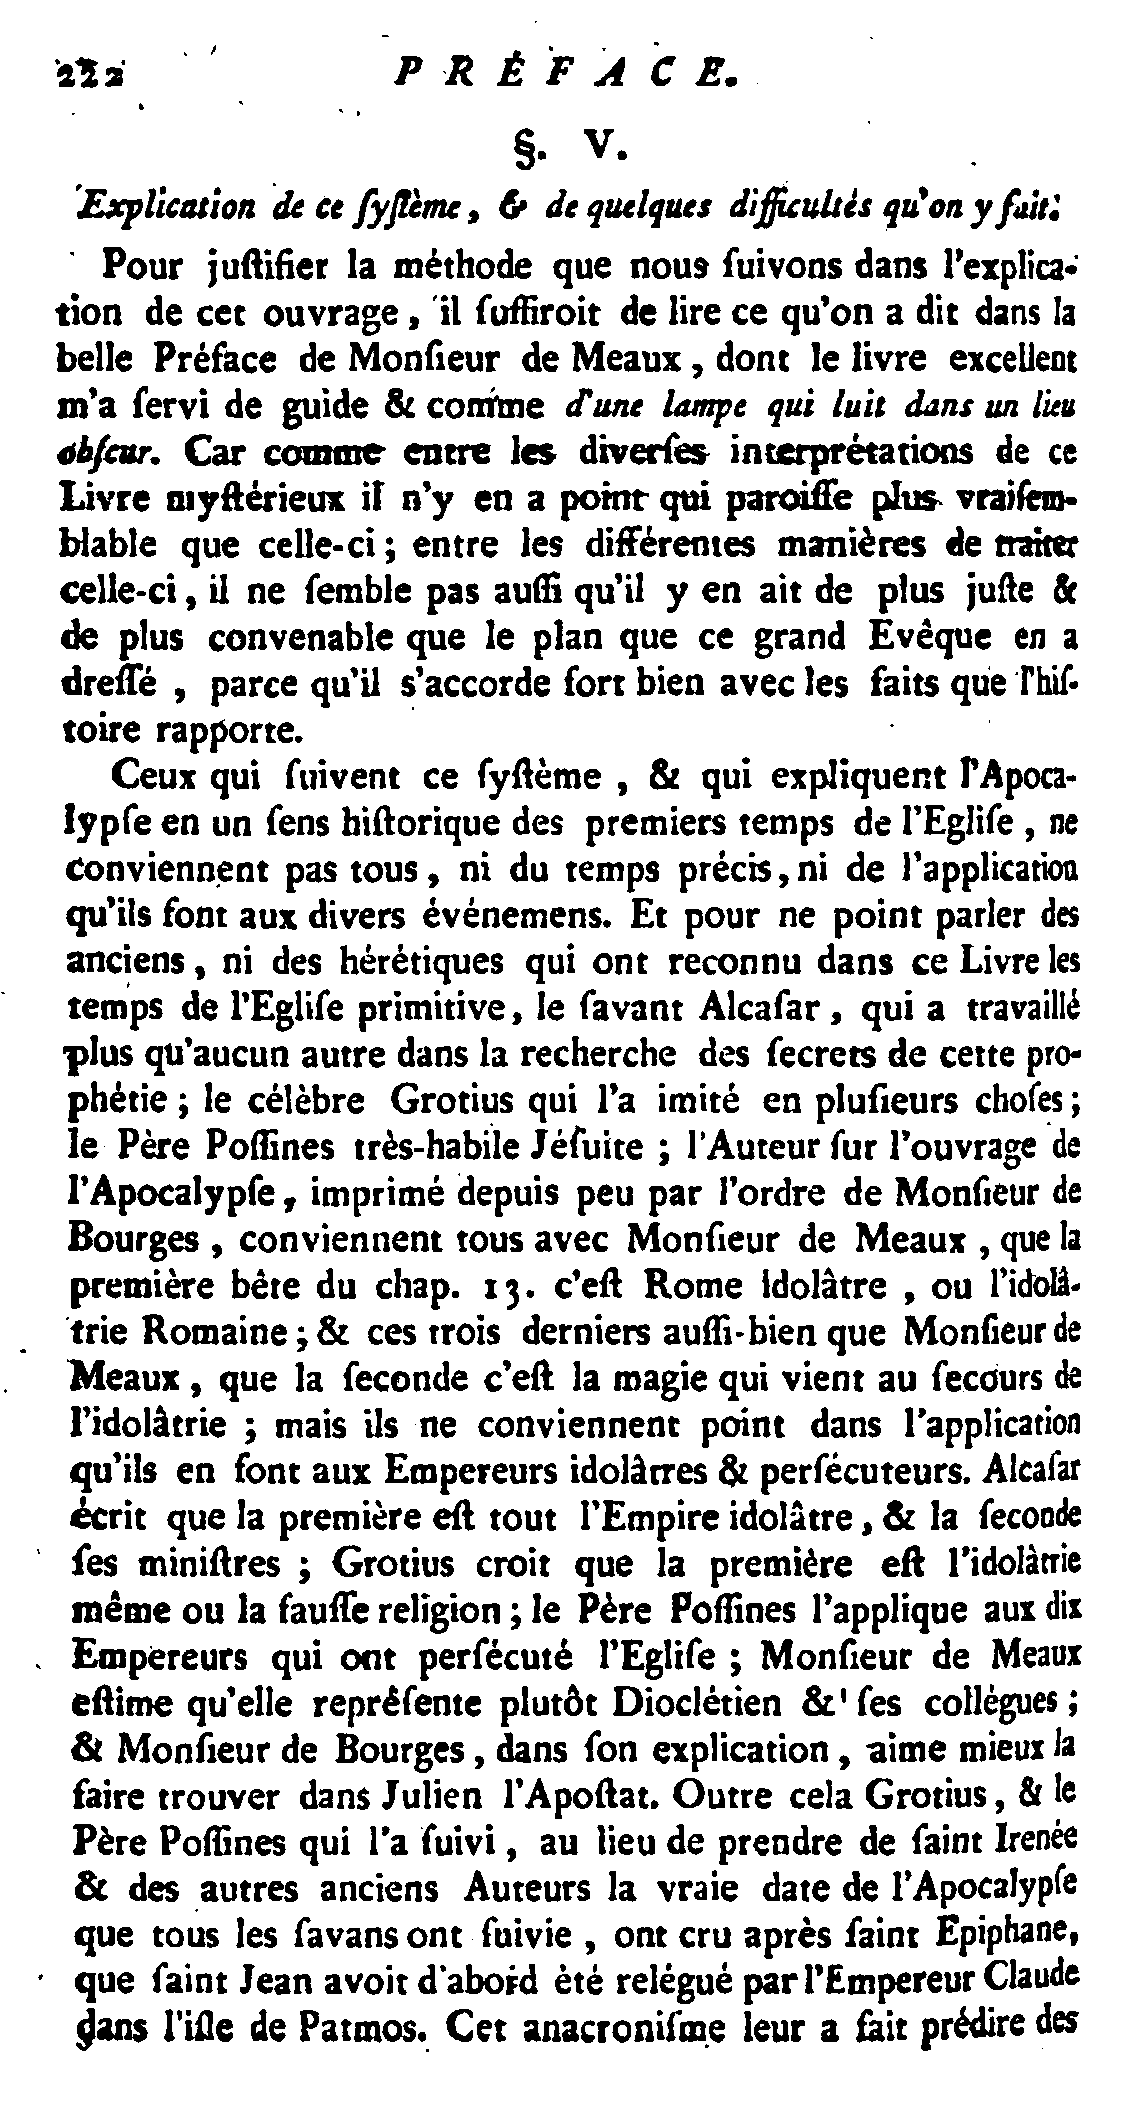 222 PRÉFACE.
§. V.
Explication de ce ſyſtème, & de quelques difficultés qu'on y fait.
Pour juſtifier la méthode que nous ſuivons dans l'explica-
tion de cet ouvrage, il ſuffiroit de lire ce qu'on a dit dans la
belle Préface de Monſieur de Meaux, dont le livre excellent
m'a ſervi de guide & comme d'une lampe qui luit dans un lieu
obſcur. Car comme entre les diverſes interprétations de ce
Livre myſtérieux il n'y en a point qui paroiſſe plus vraiſem-
blable que celle-ci; entre les différentes manières de traiter
celle-ci, il ne ſemble pas auſſi qu'il y en ait de plus juſte &
de plus convenable que le plan que ce grand Evêque en a
dreſſé, parce qu'il s'accorde fort bien avec les faits que l'hiſ-
toire rapporte.
Ceux qui ſuivent ce ſyſtème, & qui expliquent l'Apoca-
lypſe en un ſens hiſtorique des premiers temps de l'Egliſe, ne
conviennent pas tous, ni du temps précis, ni de l'application
qu'ils font aux divers événemens. Et pour ne point parler des
anciens, ni des hérétiques qui ont reconnu dans ce Livre les
temps de l'Egliſe primitive, le ſavant Alcaſar, qui a travaillé
plus qu'aucun autre dans la recherche des ſecrets de cette pro-
phétie; le célèbre Grotius qui l'a imité en pluſieurs choſes;
le Père Poſſines très-habile Jéſuite; l'Auteur ſur l'ouvrage de
l'Apocalypſe, imprimé depuis peu par l'ordre de Monſieur de
Bourges, conviennent tous avec Monſieur de Meaux, que la
première bête du chap. 13. c'eſt Rome idolâtre, ou l'idolâ-
trie Romaine; & ces trois derniers auſſi-bien que Monſieur de
Meaux, que la ſeconde c'eſt la magie qui vient au ſecours de
l'idolâtrie; mais ils ne conviennent point dans l'application
qu'ils en font aux Empereurs idolâtres & perſécuteurs. Alcaſar
écrit que la première eſt tout l'Empire idolâtre, & la ſeconde
ſes miniſtres; Grotius croit que la première eſt l'idolàtrie
même ou la fauſſe religion; le Père Poſſines l'applique aux dix
Empereurs qui ont perſécuté l'Egliſe; Monſieur de Meaux
eſtime qu'elle repréſente plutôt Dioclétien & ſes collégues;
& Monſieur de Bourges, dans ſon explication, aime mieux la
faire trouver dans Julien l'Apoſtat. Outre cela Grotius, & le
Père Poſſines qui l'a ſuivi, au lieu de prendre de ſaint Irenée
& des autres anciens Auteurs la vraie date de l'Apocalypſe
que tous les ſavans ont ſuivie, ont cru après ſaint Epiphane,
que ſaint Jean avoit d'abord été relégué par l'Empereur Claude
dans l'iſle de Patmos. Cet anacroniſme leur a fait prédire des